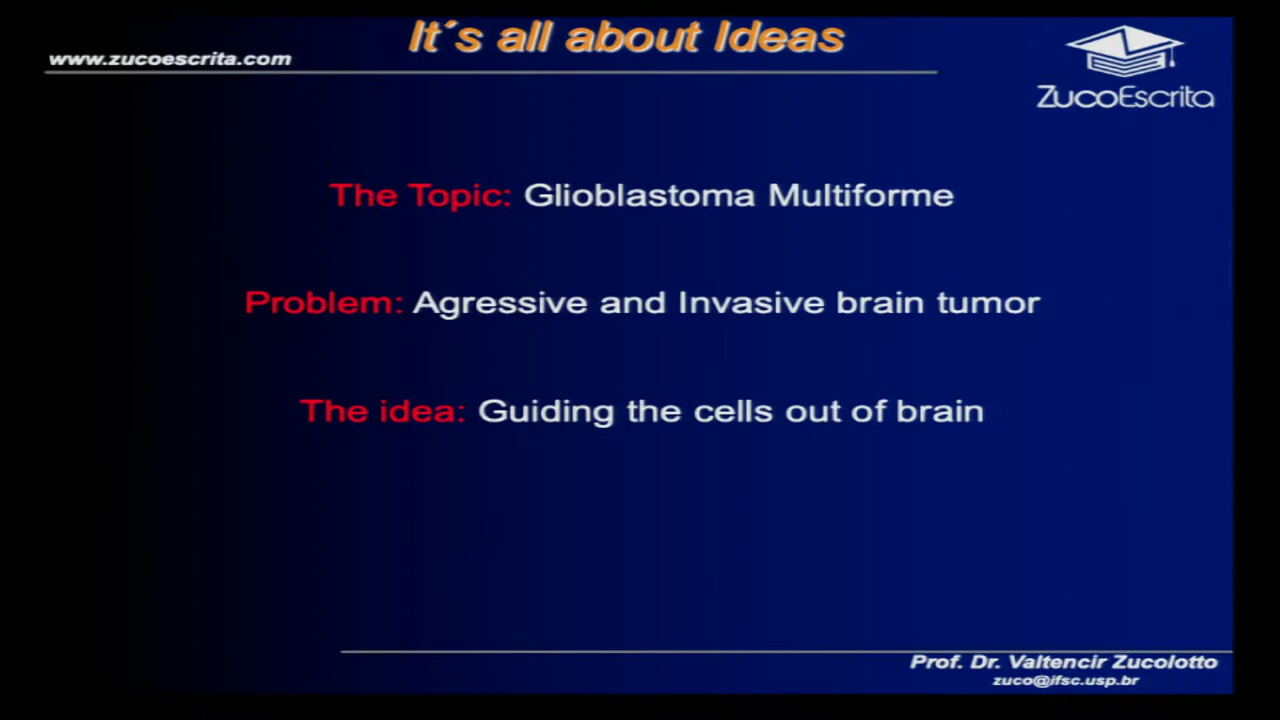 It´s all about Ideas
www.zucoescrita.com
ZucoEscrita
The Topic: Glioblastoma Multiforme
Problem: Agressive and Invasive brain tumor
The idea: Guiding the cells out of brain
Prof. Dr. Valtencir Zucolotto
zuco@ifsc.usp.br